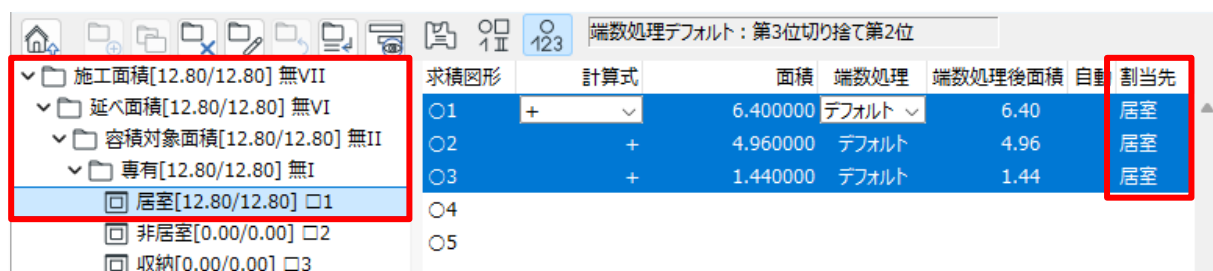 1 II
123
端数処理デフォルト：第3位切り捨て第2位
施工面積[12.80/12.80] 無VII
延べ面積[12.80/12.80] 無VI
容積対象面積[12.80/12.80] 無II
専有[12.80/12.80] 無I
居室[12.80/12.80] □1
非居室[0.00/0.00] □2
収納[0.00/0.00] □3
求積図形 計算式 面積 端数処理 端数処理後面積 自動 割当先
○1 + 6.400000 デフォルト 6.40 居室
○2 + 4.960000 デフォルト 4.96 居室
○3 + 1.440000 デフォルト 1.44 居室
○4
○5